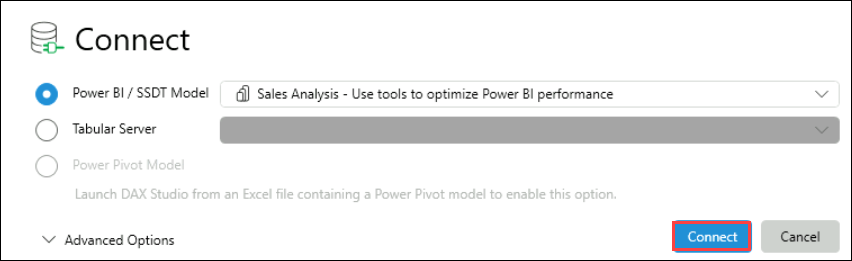 Connect
Power BI / SSDT Model
Sales Analysis - Use tools to optimize Power BI performance
Tabular Server
Power Pivot Model
Launch DAX Studio from an Excel file containing a Power Pivot model to enable this option.
Advanced Options
Connect
Cancel